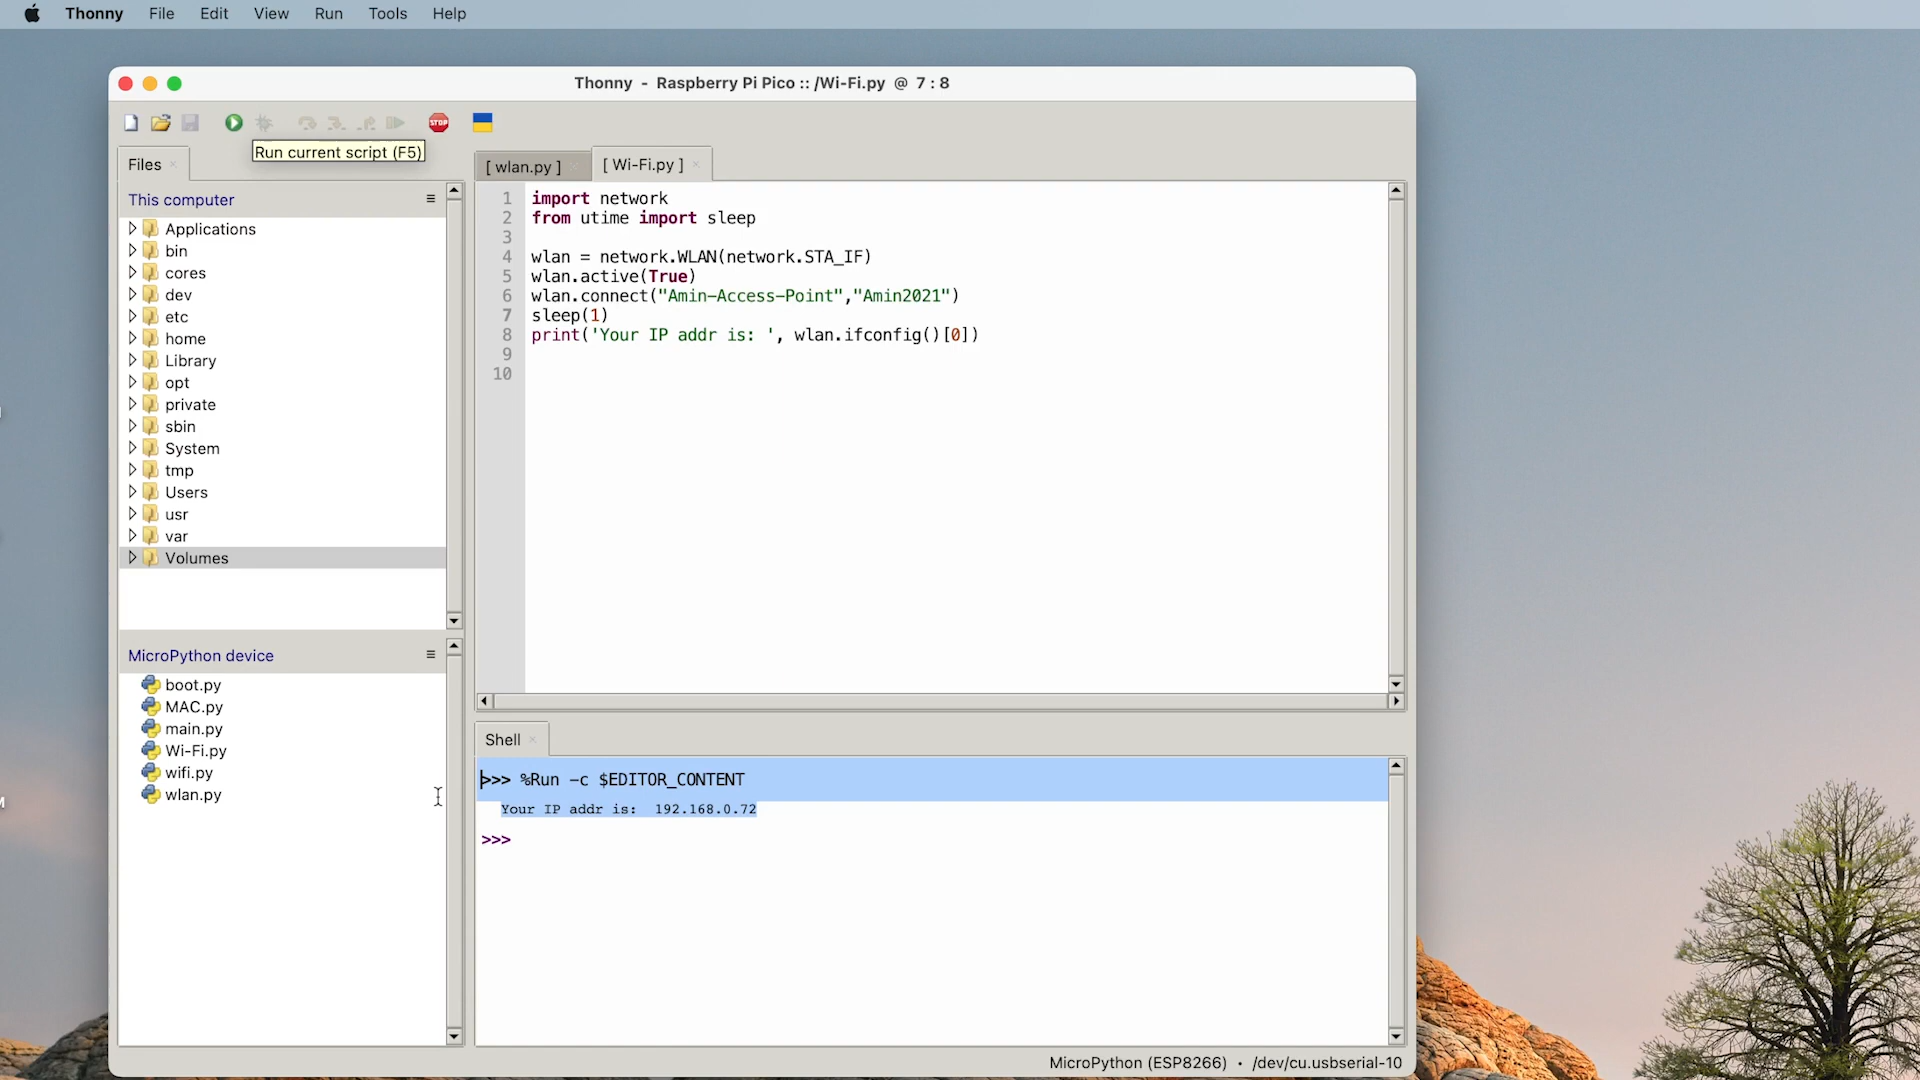 Thonny File Edit View Run Tools Help
Thonny - Raspberry Pi Pico :: /Wi-Fi.py @ 7 : 8
STOP
Run current script (F5)
Files
[ wlan.py ] [ Wi-Fi.py ]
This computer
Applications
bin
cores
dev
etc
home
Library
opt
private
sbin
System
tmp
Users
usr
var
Volumes
MicroPython device
boot.py
MAC.py
main.py
Wi-Fi.py
wifi.py
wlan.py
1 import network
2 from utime import sleep
3
4 wlan = network.WLAN(network.STA_IF)
5 wlan.active(True)
6 wlan.connect("Amin-Access-Point","Amin2021")
7 sleep(1)
8 print('Your IP addr is: ', wlan.ifconfig()[0])
9
10
Shell
>>> %Run -c $EDITOR_CONTENT
Your IP addr is:  192.168.0.72
>>>
MicroPython (ESP8266) • /dev/cu.usbserial-10